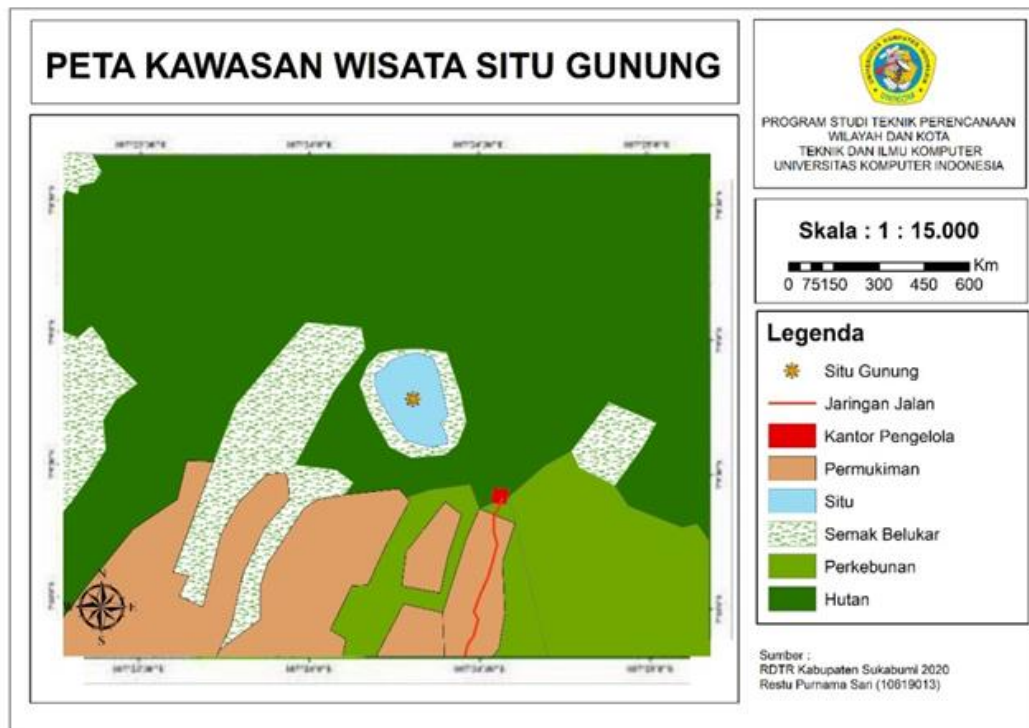 PETA KAWASAN WISATA SITU GUNUNG
PROGRAM STUDI TEKNIK PERENCANAAN
WILAYAH DAN KOTA
TEKNIK DAN ILMU KOMPUTER
UNIVERSITAS KOMPUTER INDONESIA
Skala : 1 : 15.000
Km
0 75150 300 450 600
Legenda
Situ Gunung
Jaringan Jalan
Kantor Pengelola
Permukiman
Situ
Semak Belukar
Perkebunan
Hutan
N
E
S
Sumber :
RDTR Kabupaten Sukabumi 2020
Restu Purnama Sari (10619013)